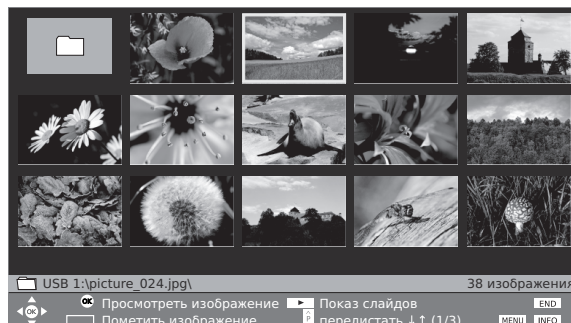 USB 1:\picture_024.jpg\ 38 изображения
OK Просмотреть изображение Показ слайдов END
OK Пометить изображение P перелистать ↓↑ (1/3) MENU INFO